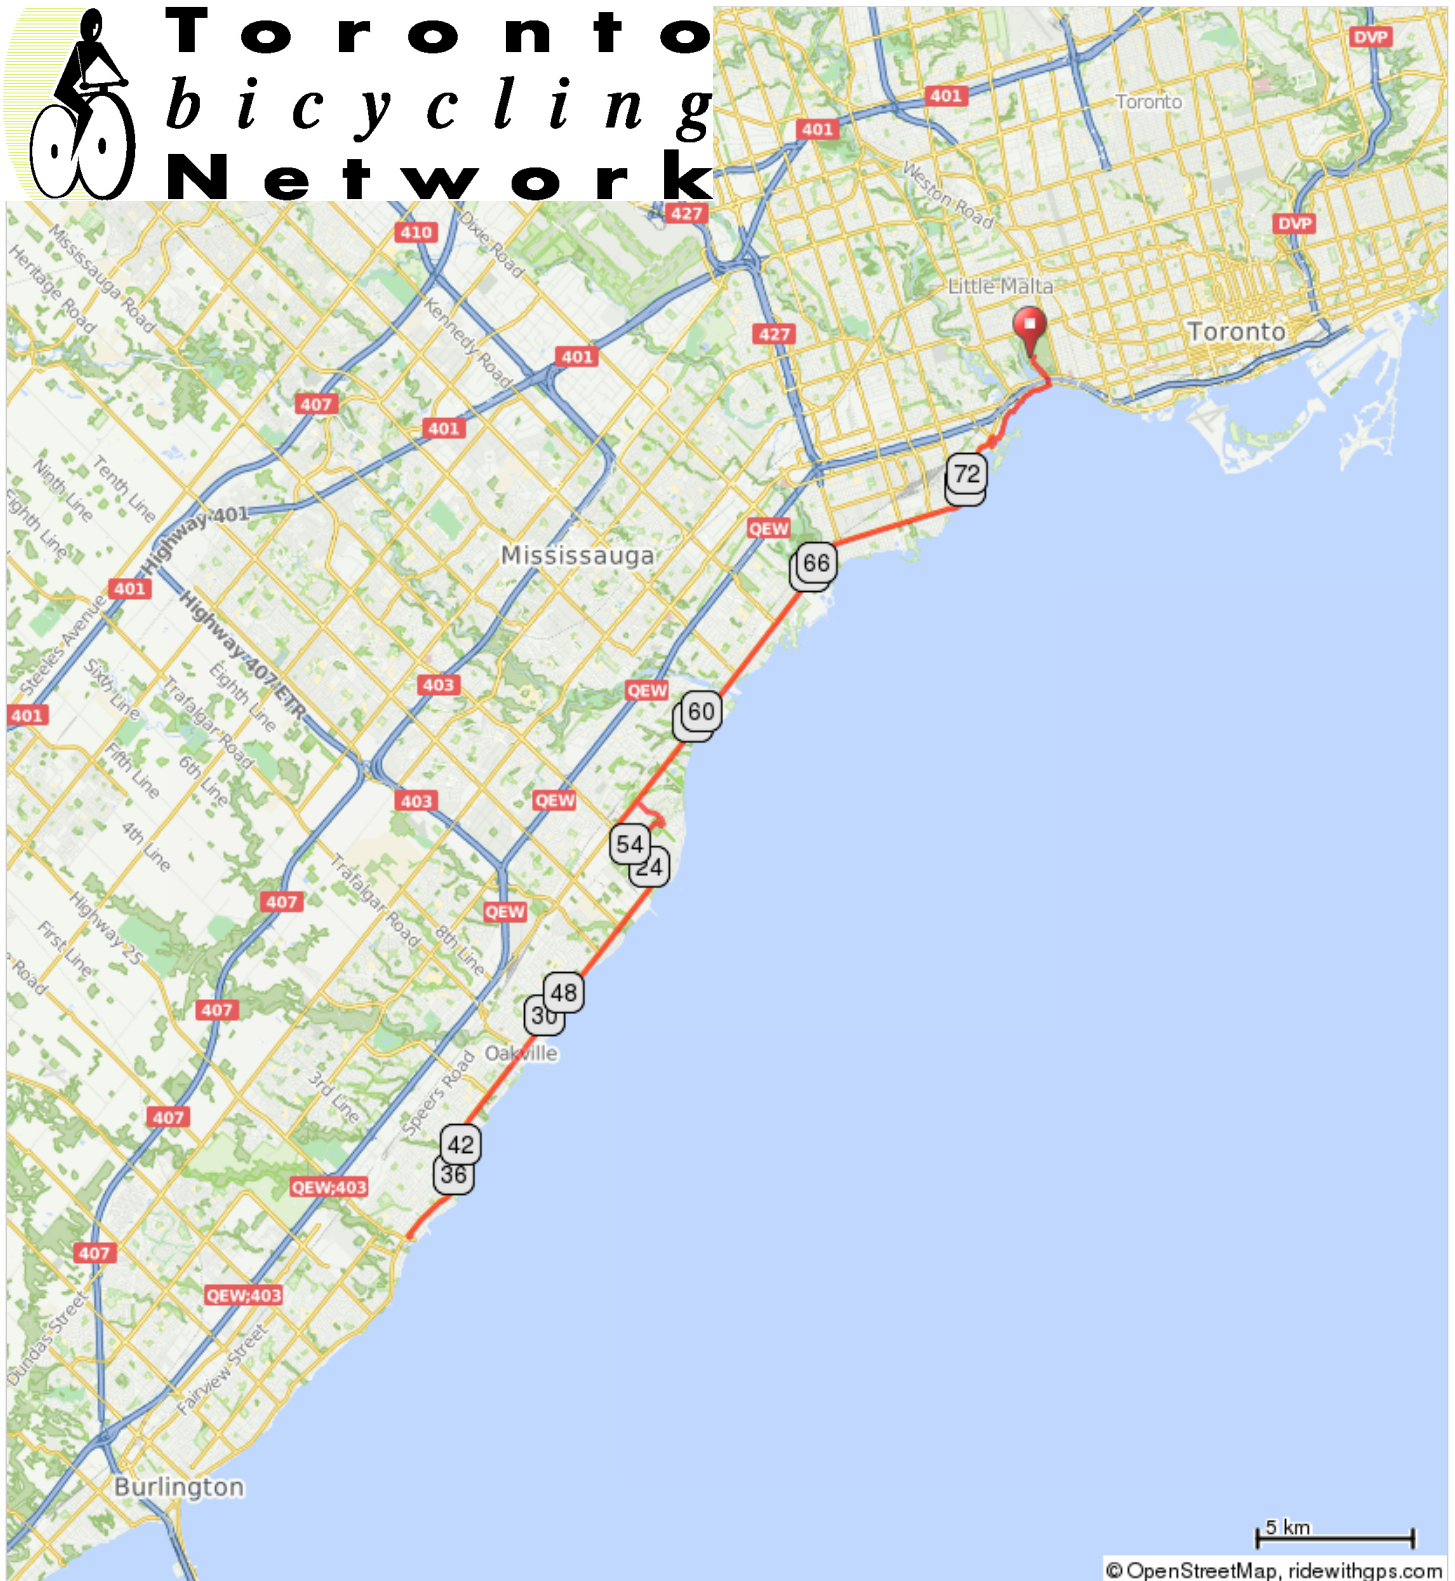 Toronto
bicycling
Network
DVP
401
Toronto
401
Weston Road
427
DVP
410
Dixie Road
Mississauga Road
Heritage Road
Little Malta
Kennedy Road
427
Toronto
401
407
401
Ninth Line
Tenth Line
Eighth Line
72
Highway 401
QEW
Mississauga
66
401
Highway 407 ETR
Steeles Avenue
Sixth Line
Trafalgar Road
Eighth Line
403
QEW
401
60
Fifth Line
6th Line
403
QEW
4th Line
54
24
Trafalgar Road
407
Highway 25
QEW
First Line
8th Line
Road
48
407
30
Oakville
3rd Line
Speers Road
407
42
36
QEW;403
407
QEW;403
Dundas Street
Fairview Street
Burlington
5 km
© OpenStreetMap, ridewithgps.com